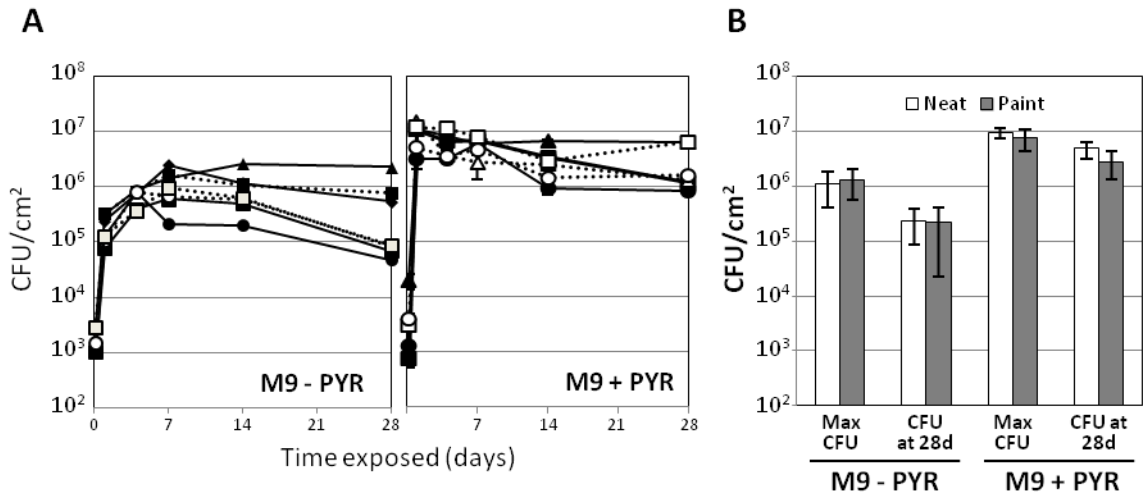 A
CFU/cm²
10⁸
10⁷
10⁶
10⁵
10⁴
10³
10²
M9 - PYR
M9 + PYR
0 7 14 21 28 7 14 21 28
Time exposed (days)
B
CFU/cm²
10⁸
10⁷
10⁶
10⁵
10⁴
10³
10²
Neat Paint
Max CFU
CFU at 28d
Max CFU
CFU at 28d
M9 - PYR
M9 + PYR